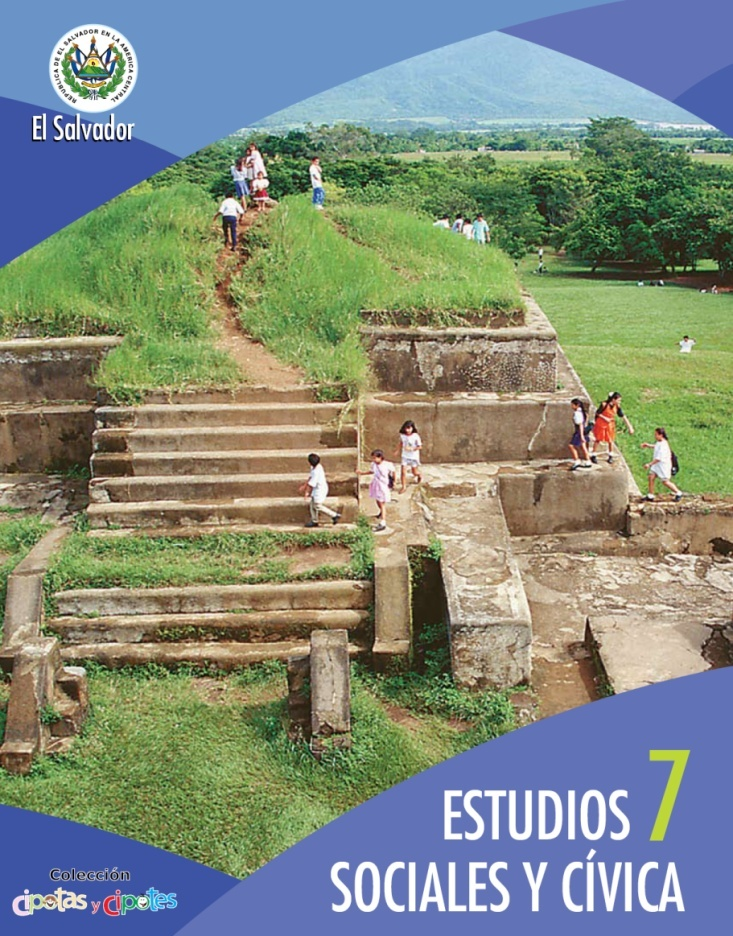 REPÚBLICA DE EL SALVADOR EN LA AMÉRICA CENTRAL
El Salvador
ESTUDIOS 7
SOCIALES Y CÍVICA
Colección
cipotas y cipotes